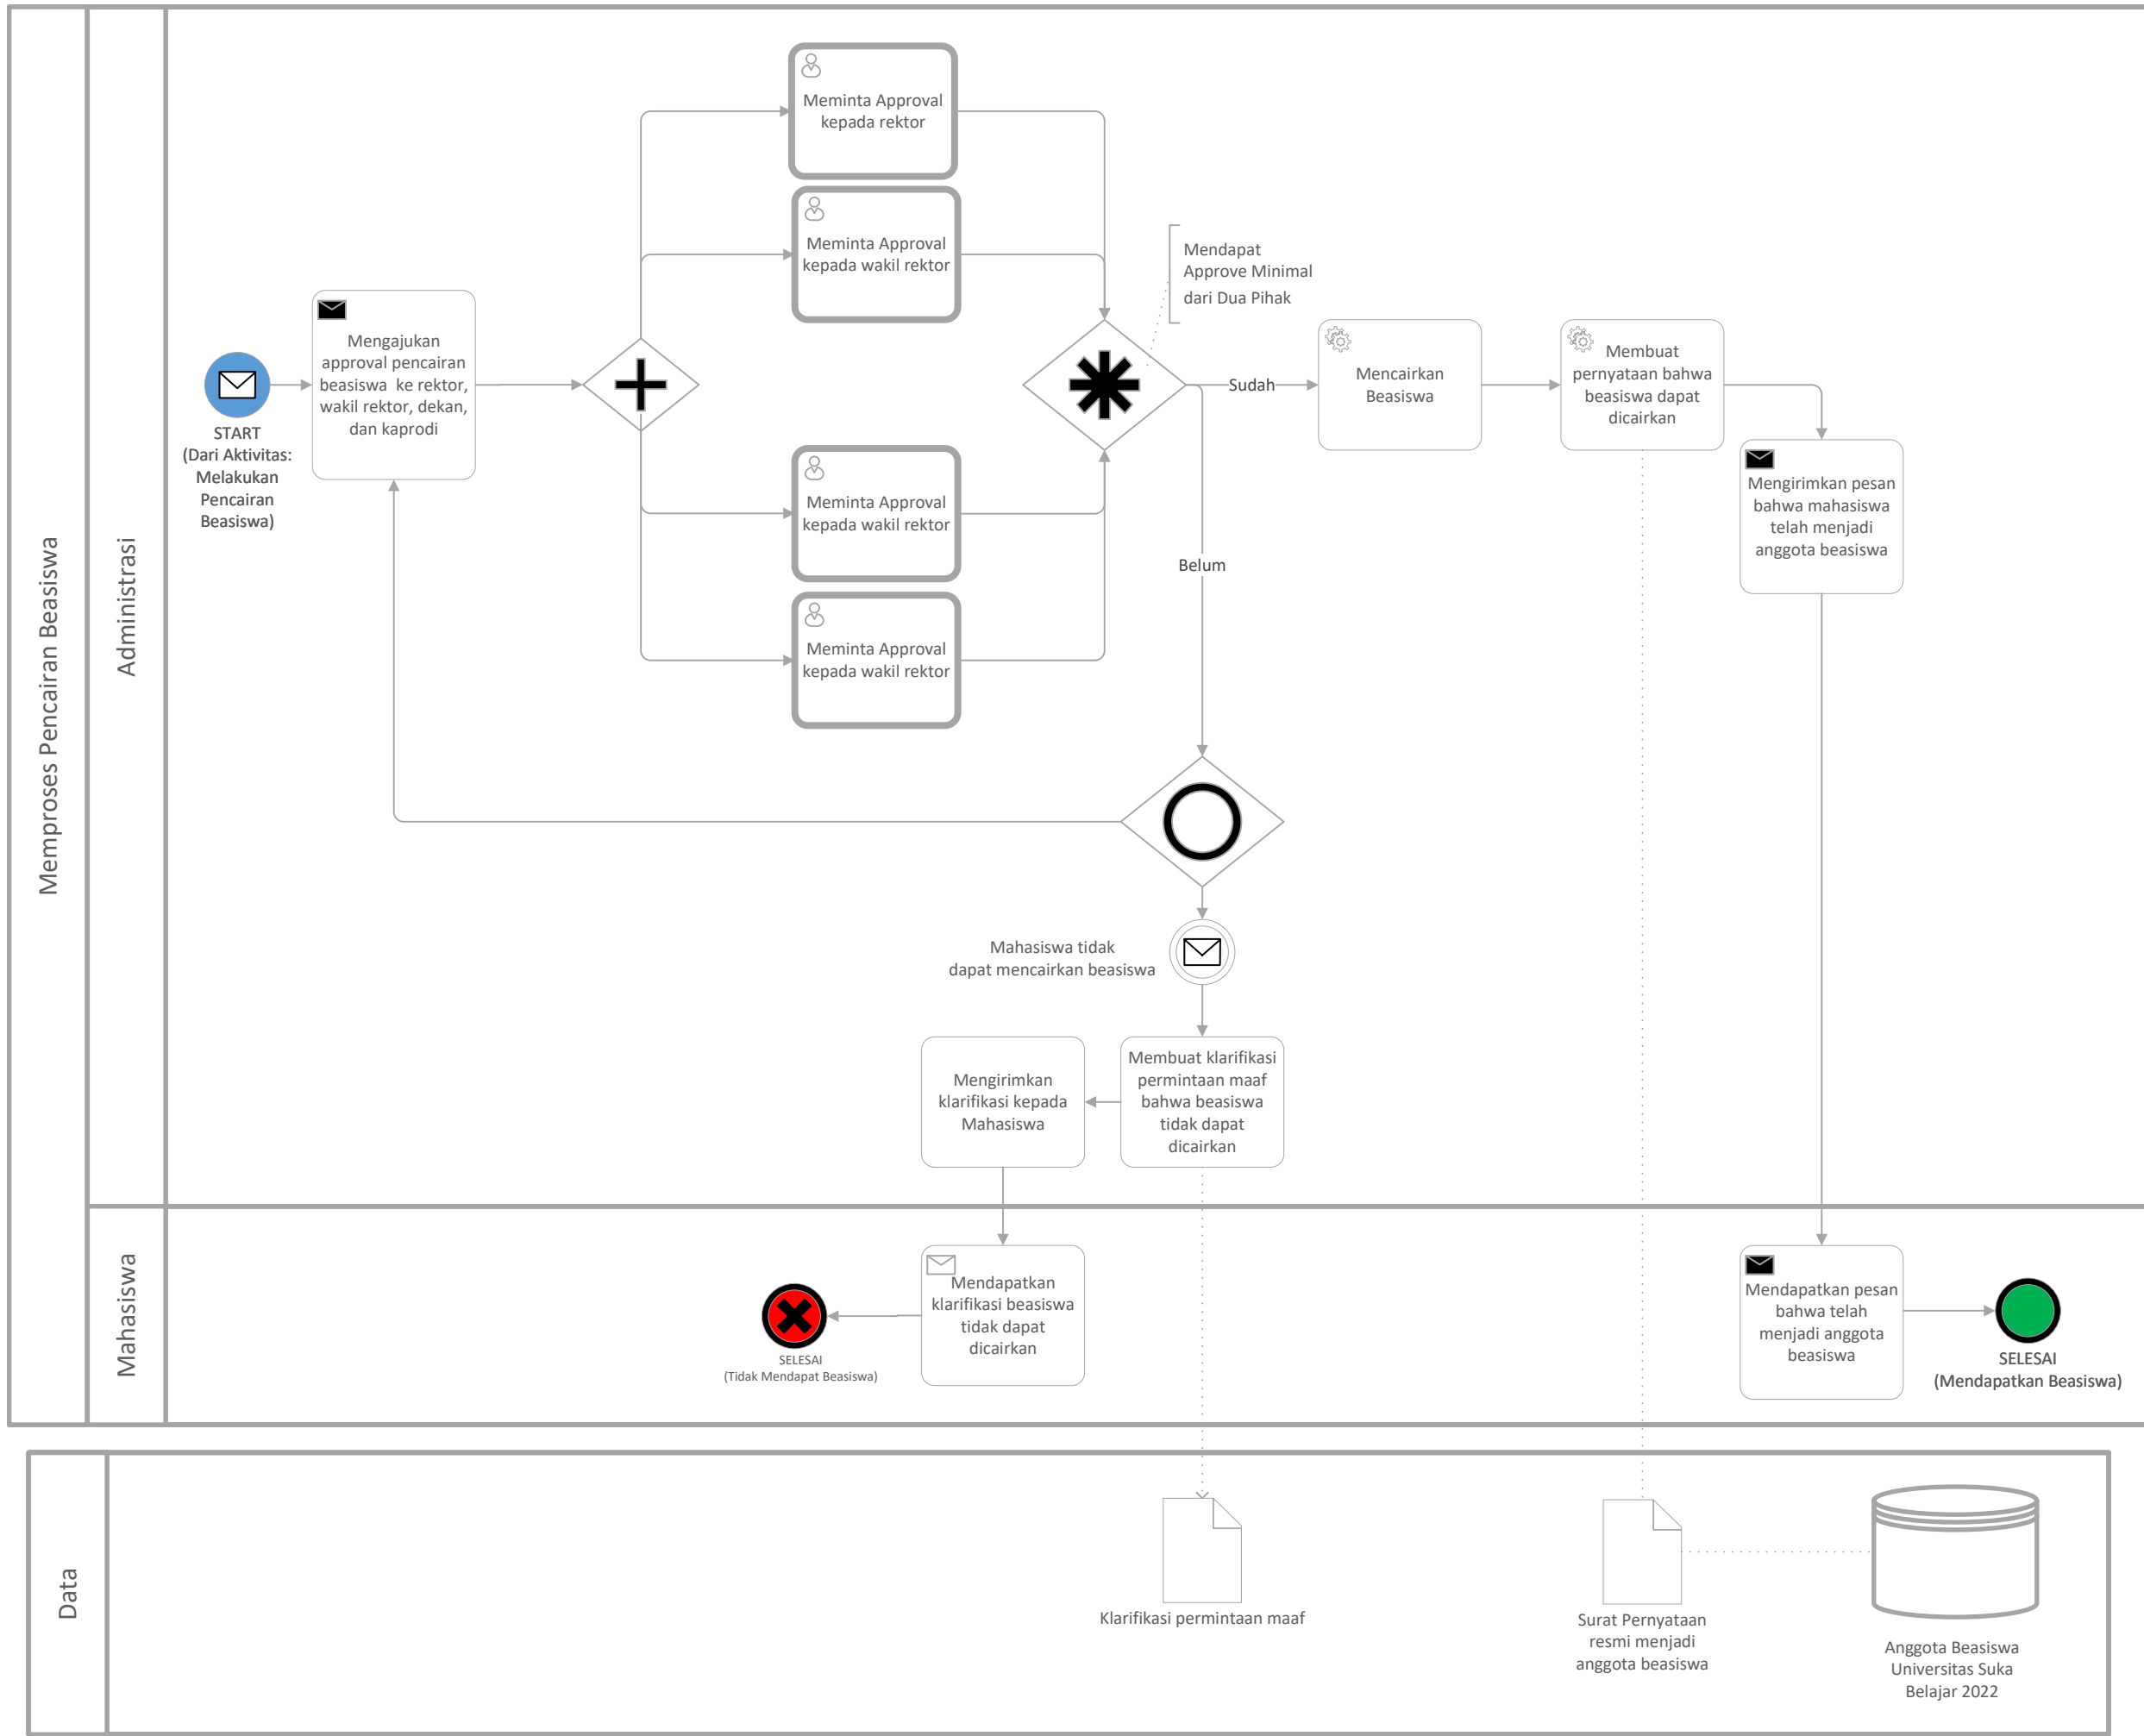 Memproses Pencairan Beasiswa
Administrasi
START
(Dari Aktivitas:
Melakukan
Pencairan
Beasiswa)
Mengajukan
approval pencairan
beasiswa ke rektor,
wakil rektor, dekan,
dan kaprodi
Meminta Approval
kepada rektor
Meminta Approval
kepada wakil rektor
Meminta Approval
kepada wakil rektor
Meminta Approval
kepada wakil rektor
Mendapat
Approve Minimal
dari Dua Pihak
Sudah
Belum
Mencairkan
Beasiswa
Membuat
pernyataan bahwa
beasiswa dapat
dicairkan
Mengirimkan pesan
bahwa mahasiswa
telah menjadi
anggota beasiswa
Mahasiswa tidak
dapat mencairkan beasiswa
Membuat klarifikasi
permintaan maaf
bahwa beasiswa
tidak dapat
dicairkan
Mengirimkan
klarifikasi kepada
Mahasiswa
Mahasiswa
Mendapatkan
klarifikasi beasiswa
tidak dapat
dicairkan
SELESAI
(Tidak Mendapat Beasiswa)
Mendapatkan pesan
bahwa telah
menjadi anggota
beasiswa
SELESAI
(Mendapatkan Beasiswa)
Data
Klarifikasi permintaan maaf
Surat Pernyataan
resmi menjadi
anggota beasiswa
Anggota Beasiswa
Universitas Suka
Belajar 2022